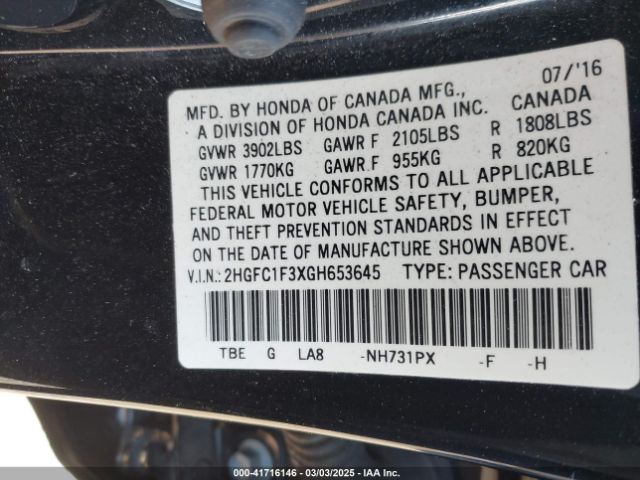 07/'16
MFD. BY HONDA OF CANADA MFG.,
A DIVISION OF HONDA CANADA INC. CANADA
GVWR 3902LBS GAWR F 2105LBS R 1808LBS
GVWR 1770KG GAWR F 955KG R 820KG
THIS VEHICLE CONFORMS TO ALL APPLICABLE
FEDERAL MOTOR VEHICLE SAFETY, BUMPER,
AND THEFT PREVENTION STANDARDS IN EFFECT
ON THE DATE OF MANUFACTURE SHOWN ABOVE.
V.I.N.: 2HGFC1F3XGH653645 TYPE: PASSENGER CAR
TBE G LA8 -NH731PX -F -H
000-41716146 - 03/03/2025 - IAA Inc.